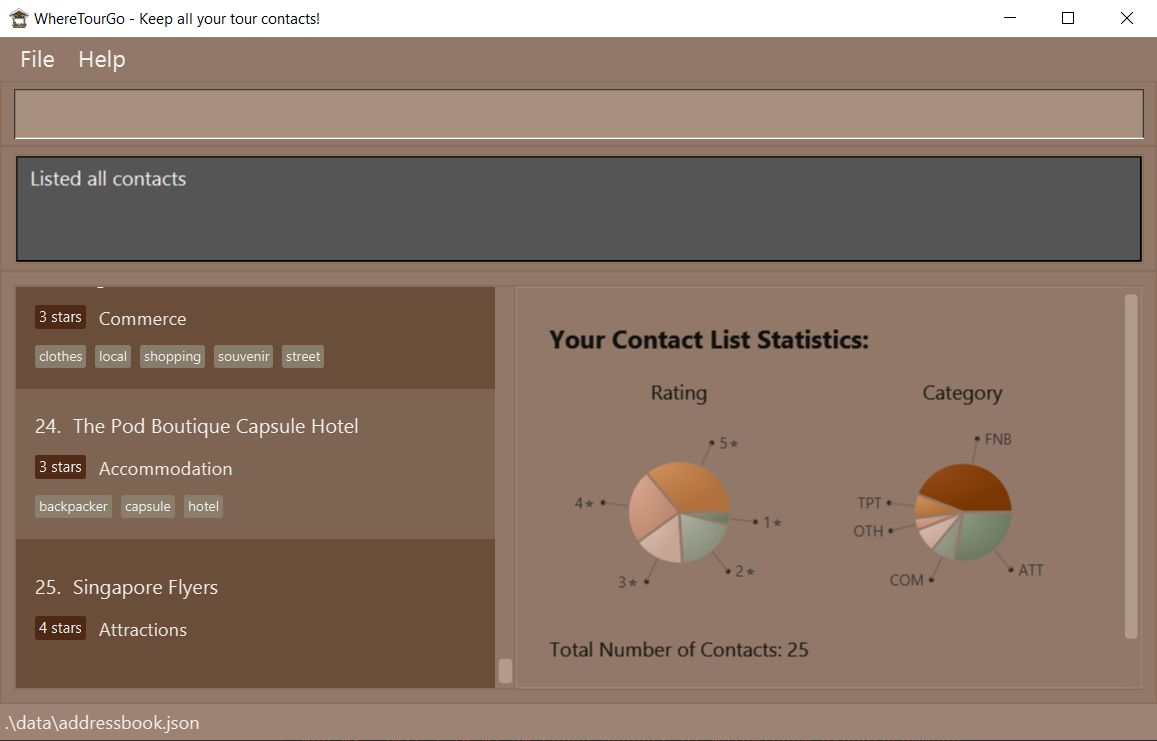 WhereTourGo - Keep all your tour contacts!
File Help
Listed all contacts
3 stars Commerce
clothes local shopping souvenir street
24. The Pod Boutique Capsule Hotel
3 stars Accommodation
backpacker capsule hotel
25. Singapore Flyers
4 stars Attractions
Your Contact List Statistics:
Rating
5★
4★
1★
2★
3★
Category
FNB
TPT
OTH
ATT
COM
Total Number of Contacts: 25
.\data\addressbook.json